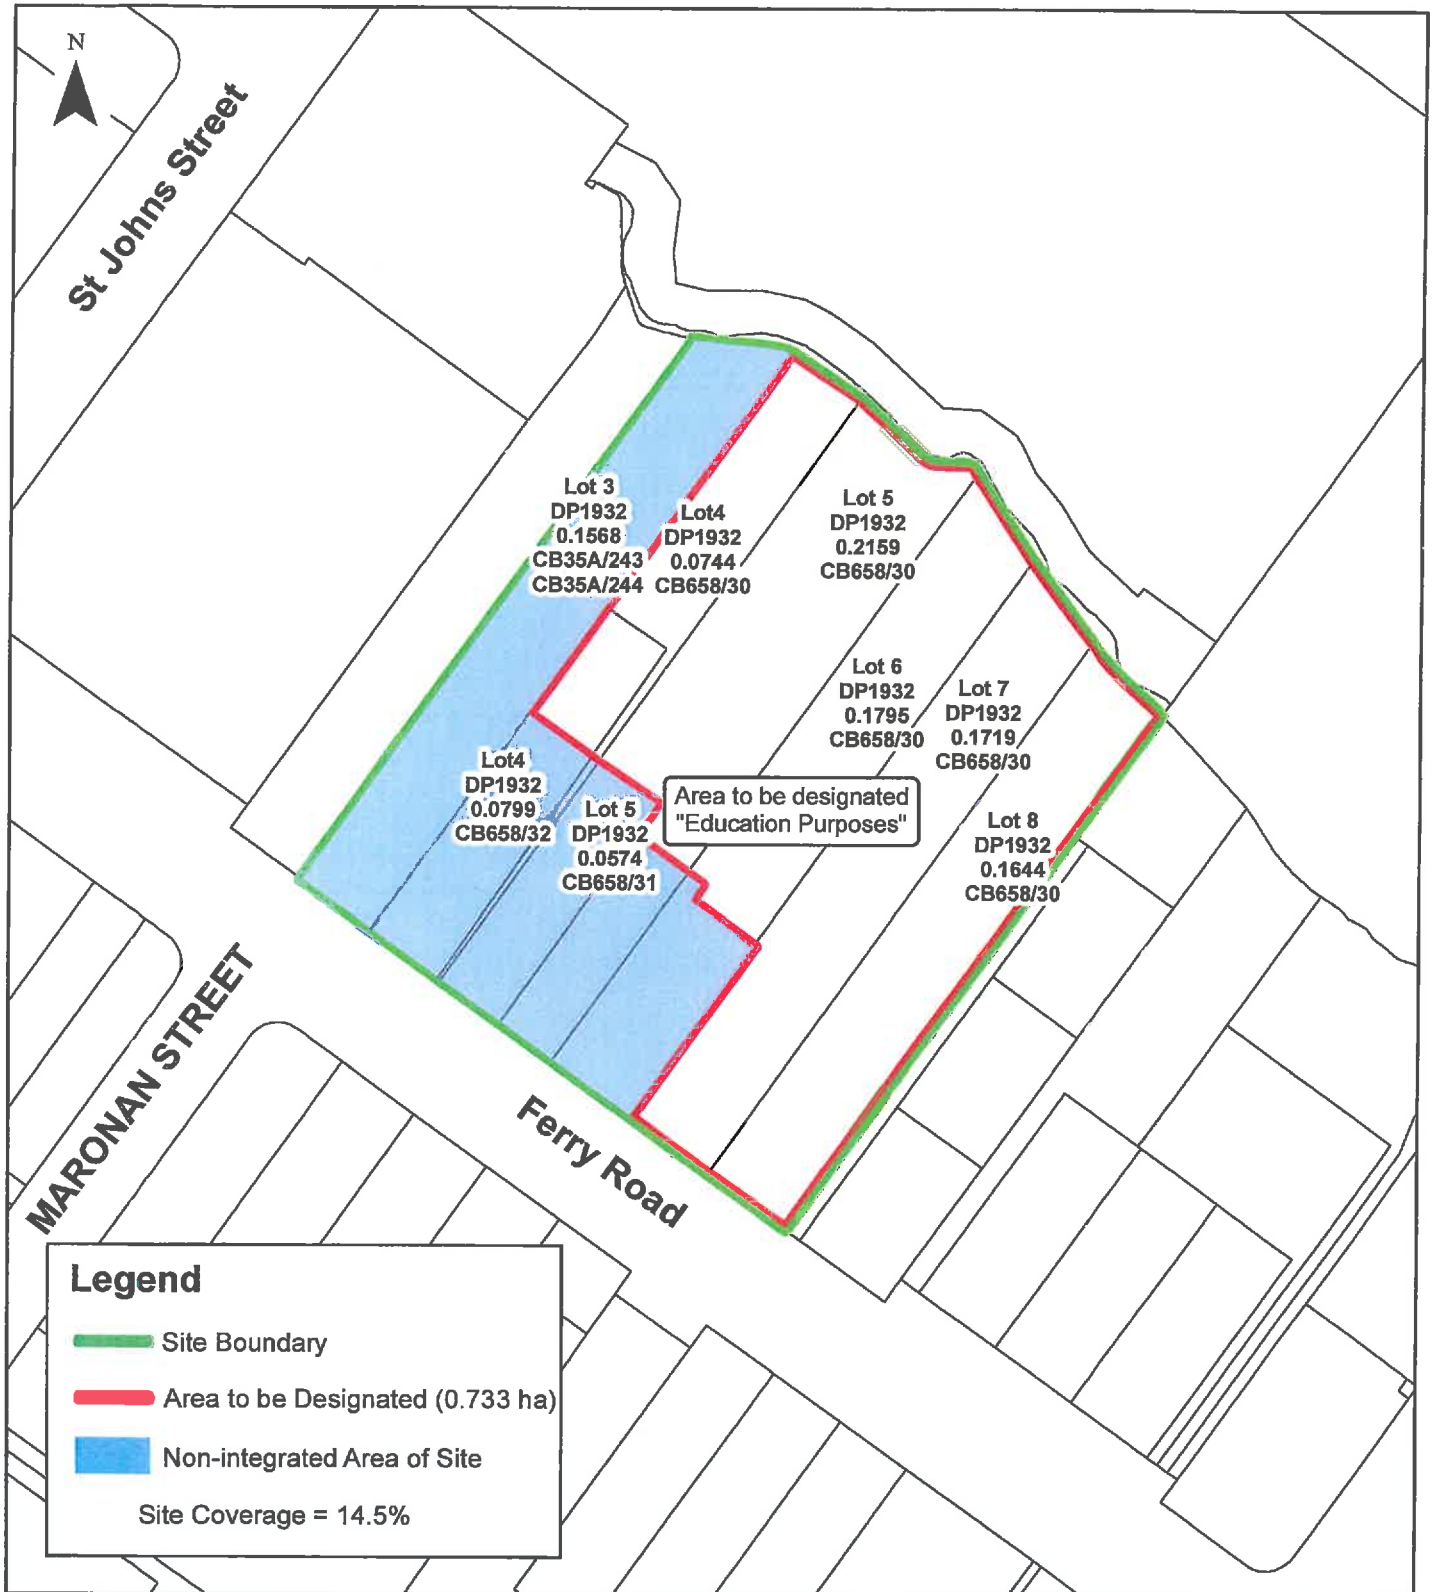 N
St Johns Street
Lot 3
DP1932
0.1568
CB35A/243
CB35A/244
Lot4
DP1932
0.0744
CB658/30
Lot 5
DP1932
0.2159
CB658/30
Lot 6
DP1932
0.1795
CB658/30
Lot 7
DP1932
0.1719
CB658/30
Lot4
DP1932
0.0799
CB658/32
Lot 5
DP1932
0.0574
CB658/31
Area to be designated
"Education Purposes"
Lot 8
DP1932
0.1644
CB658/30
MARONAN STREET
Ferry Road
Legend
Site Boundary
Area to be Designated (0.733 ha)
Non-integrated Area of Site
Site Coverage = 14.5%